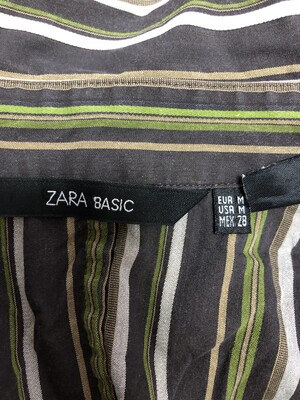 ZARA BASIC
EUR M
USA M
MEX 28